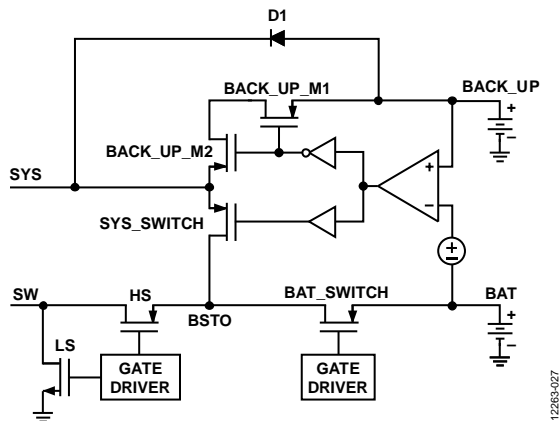 D1
BACK_UP_M1
BACK_UP
+
−
BACK_UP_M2
SYS
+
−
SYS_SWITCH
±
SW
HS
BSTO
BAT_SWITCH
BAT
+
−
LS
GATE
DRIVER
GATE
DRIVER
12263-027